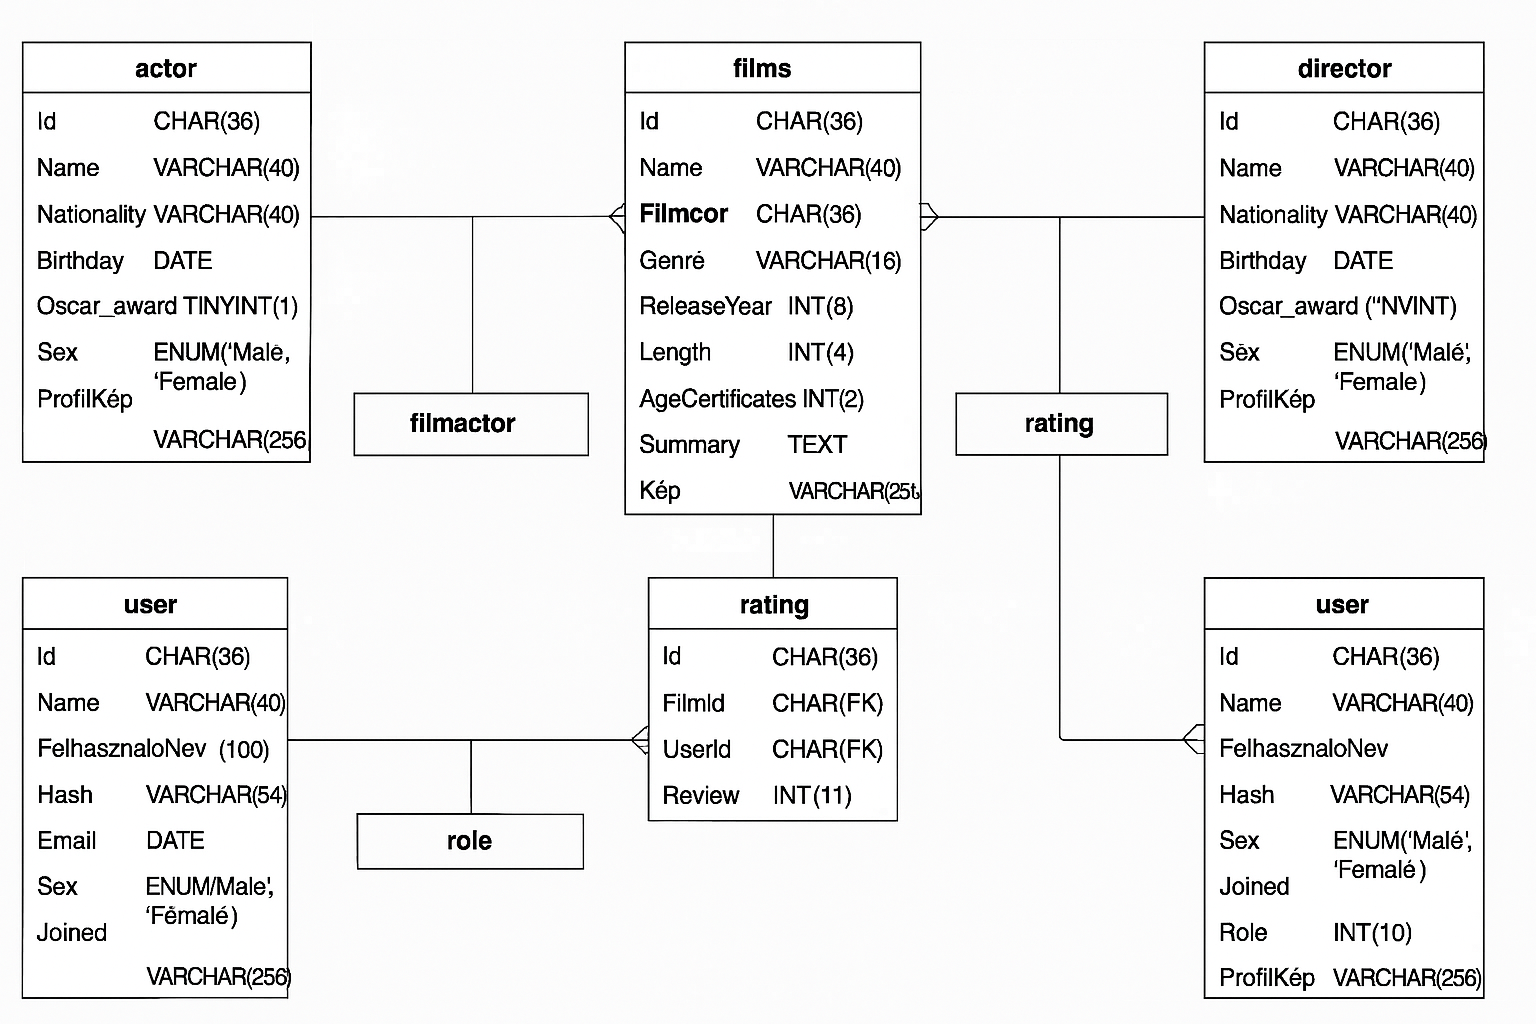 actor
Id CHAR(36)
Name VARCHAR(40)
Nationality VARCHAR(40)
Birthday DATE
Oscar_award TINYINT(1)
Sex ENUM('Male,
'Female)
ProfilKép
VARCHAR(256
films
Id CHAR(36)
Name VARCHAR(40)
Filmcor CHAR(36)
Genré VARCHAR(16)
ReleaseYear INT(8)
Length INT(4)
AgeCertificates INT(2)
Summary TEXT
Kép VARCHAR(25
director
Id CHAR(36)
Name VARCHAR(40)
Nationality VARCHAR(40)
Birthday DATE
Oscar_award ("NVINT)
Sėx ENUM('Malé',
'Female)
ProfilKép
VARCHAR(256)
filmactor
rating
user
Id CHAR(36)
Name VARCHAR(40)
FelhasznaloNev (100)
Hash VARCHAR(54)
Email DATE
Sex ENUM/Male',
'Fēmalé)
Joined
VARCHAR(256)
role
rating
Id CHAR(36)
FilmId CHAR(FK)
UserId CHAR(FK)
Review INT(11)
user
Id CHAR(36)
Name VARCHAR(40)
FelhasznaloNev
Hash VARCHAR(54)
Sex ENUM('Malé',
'Femalé)
Joined
Role INT(10)
ProfilKép VARCHAR(256)